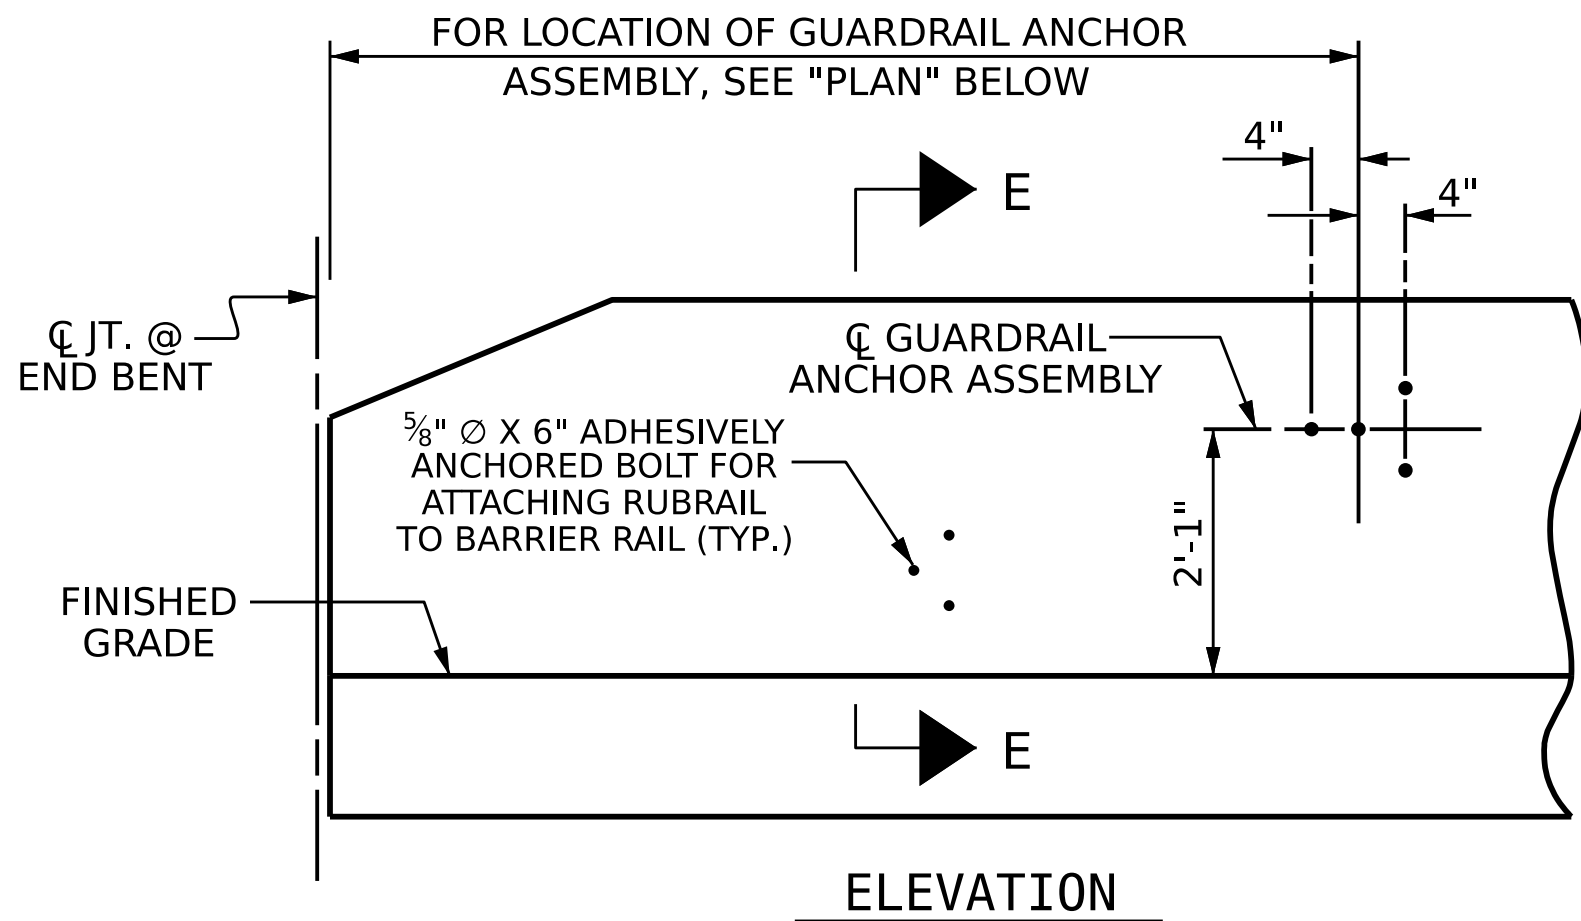 FOR LOCATION OF GUARDRAIL ANCHOR
ASSEMBLY, SEE "PLAN" BELOW
4"
4"
E
℄ JT. @
END BENT
℄ GUARDRAIL
ANCHOR ASSEMBLY
⅝" ∅ X 6" ADHESIVELY
ANCHORED BOLT FOR
ATTACHING RUBRAIL
TO BARRIER RAIL (TYP.)
2'-1"
FINISHED
GRADE
E
ELEVATION